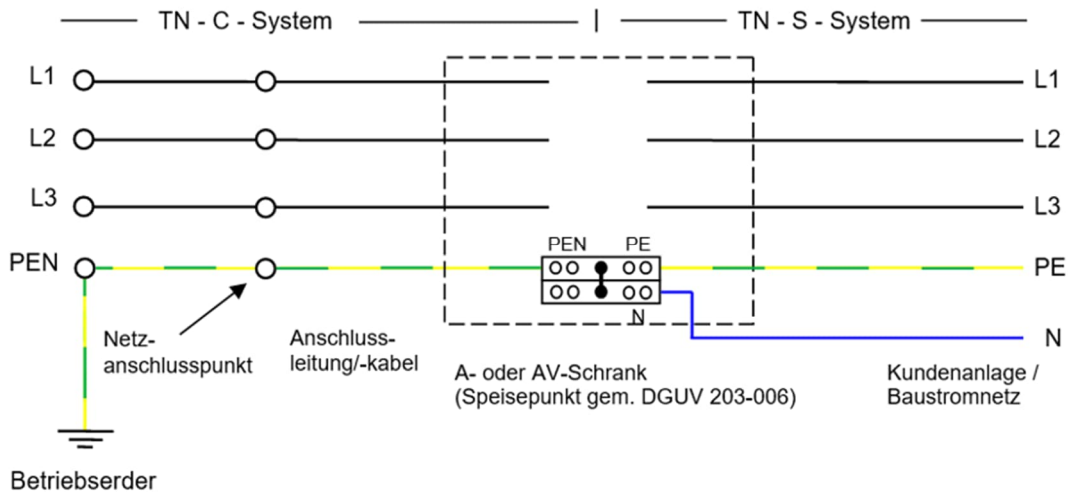 TN - C - System
TN - S - System
L1
L1
L2
L2
L3
L3
PEN
PEN PE
PE
N
N
Netz-
anschlusspunkt
Anschluss-
leitung/-kabel
A- oder AV-Schrank
(Speisepunkt gem. DGUV 203-006)
Kundenanlage /
Baustromnetz
Betriebserder